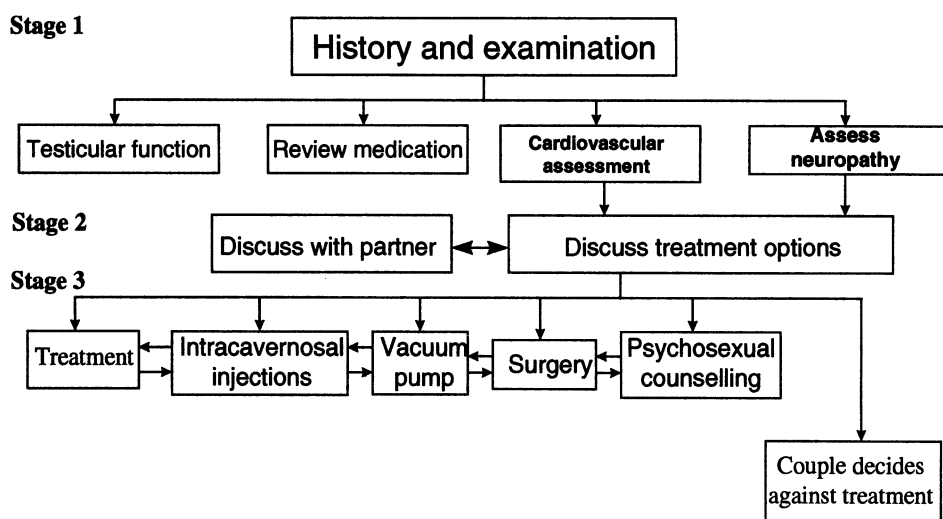 Stage 1
History and examination
Testicular function
Review medication
Cardiovascular
assessment
Assess
neuropathy
Stage 2
Discuss with partner
Discuss treatment options
Stage 3
Treatment
Intracavernosal
injections
Vacuum
pump
Surgery
Psychosexual
counselling
Couple decides
against treatment